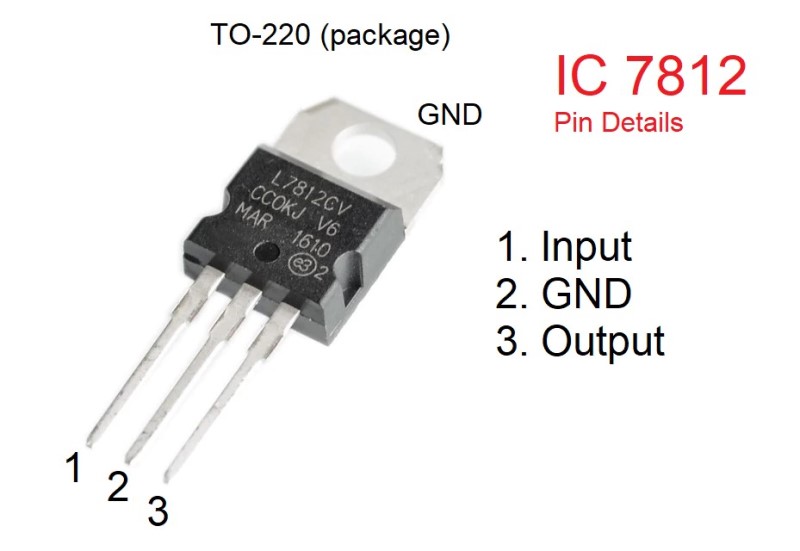 TO-220 (package)
IC 7812
Pin Details
GND
L7812CV
CC0KJ V6
MAR 1610
e3 2
1. Input
2. GND
3. Output
1
2
3